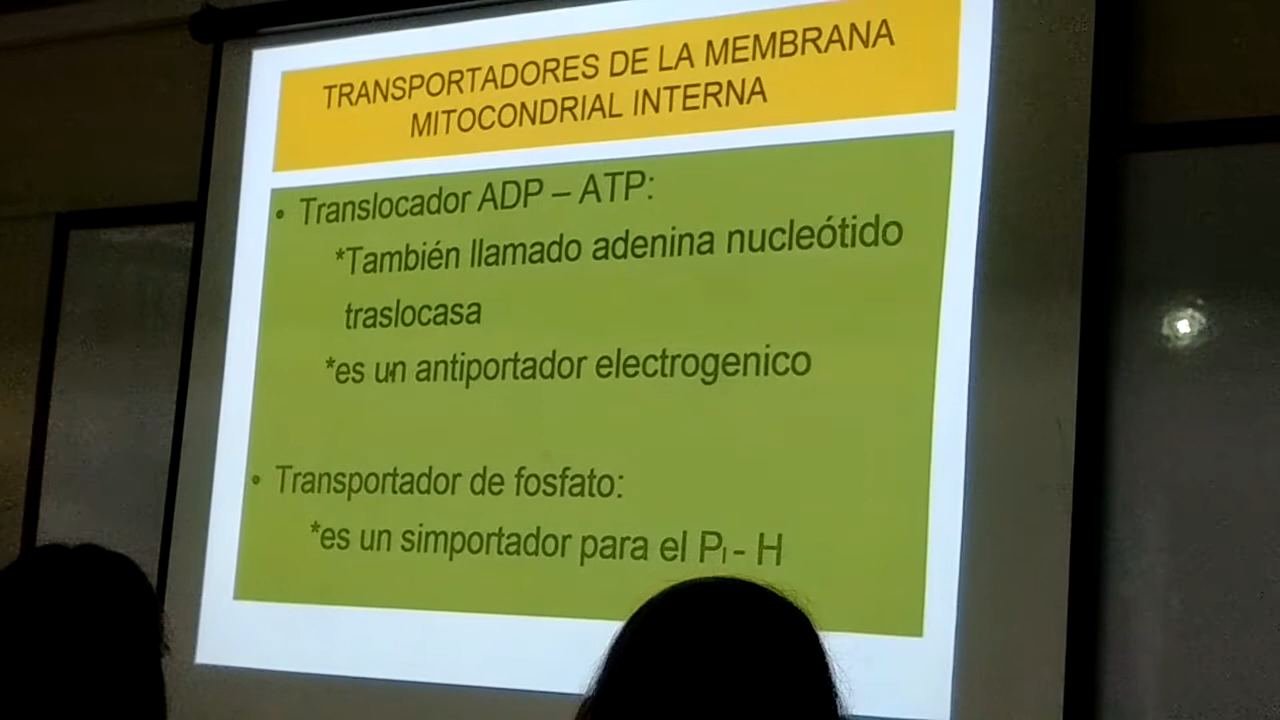 TRANSPORTADORES DE LA MEMBRANA
MITOCONDRIAL INTERNA
• Translocador ADP – ATP:
*También llamado adenina nucleótido
traslocasa
*es un antiportador electrogenico
• Transportador de fosfato:
*es un simportador para el Pı - H